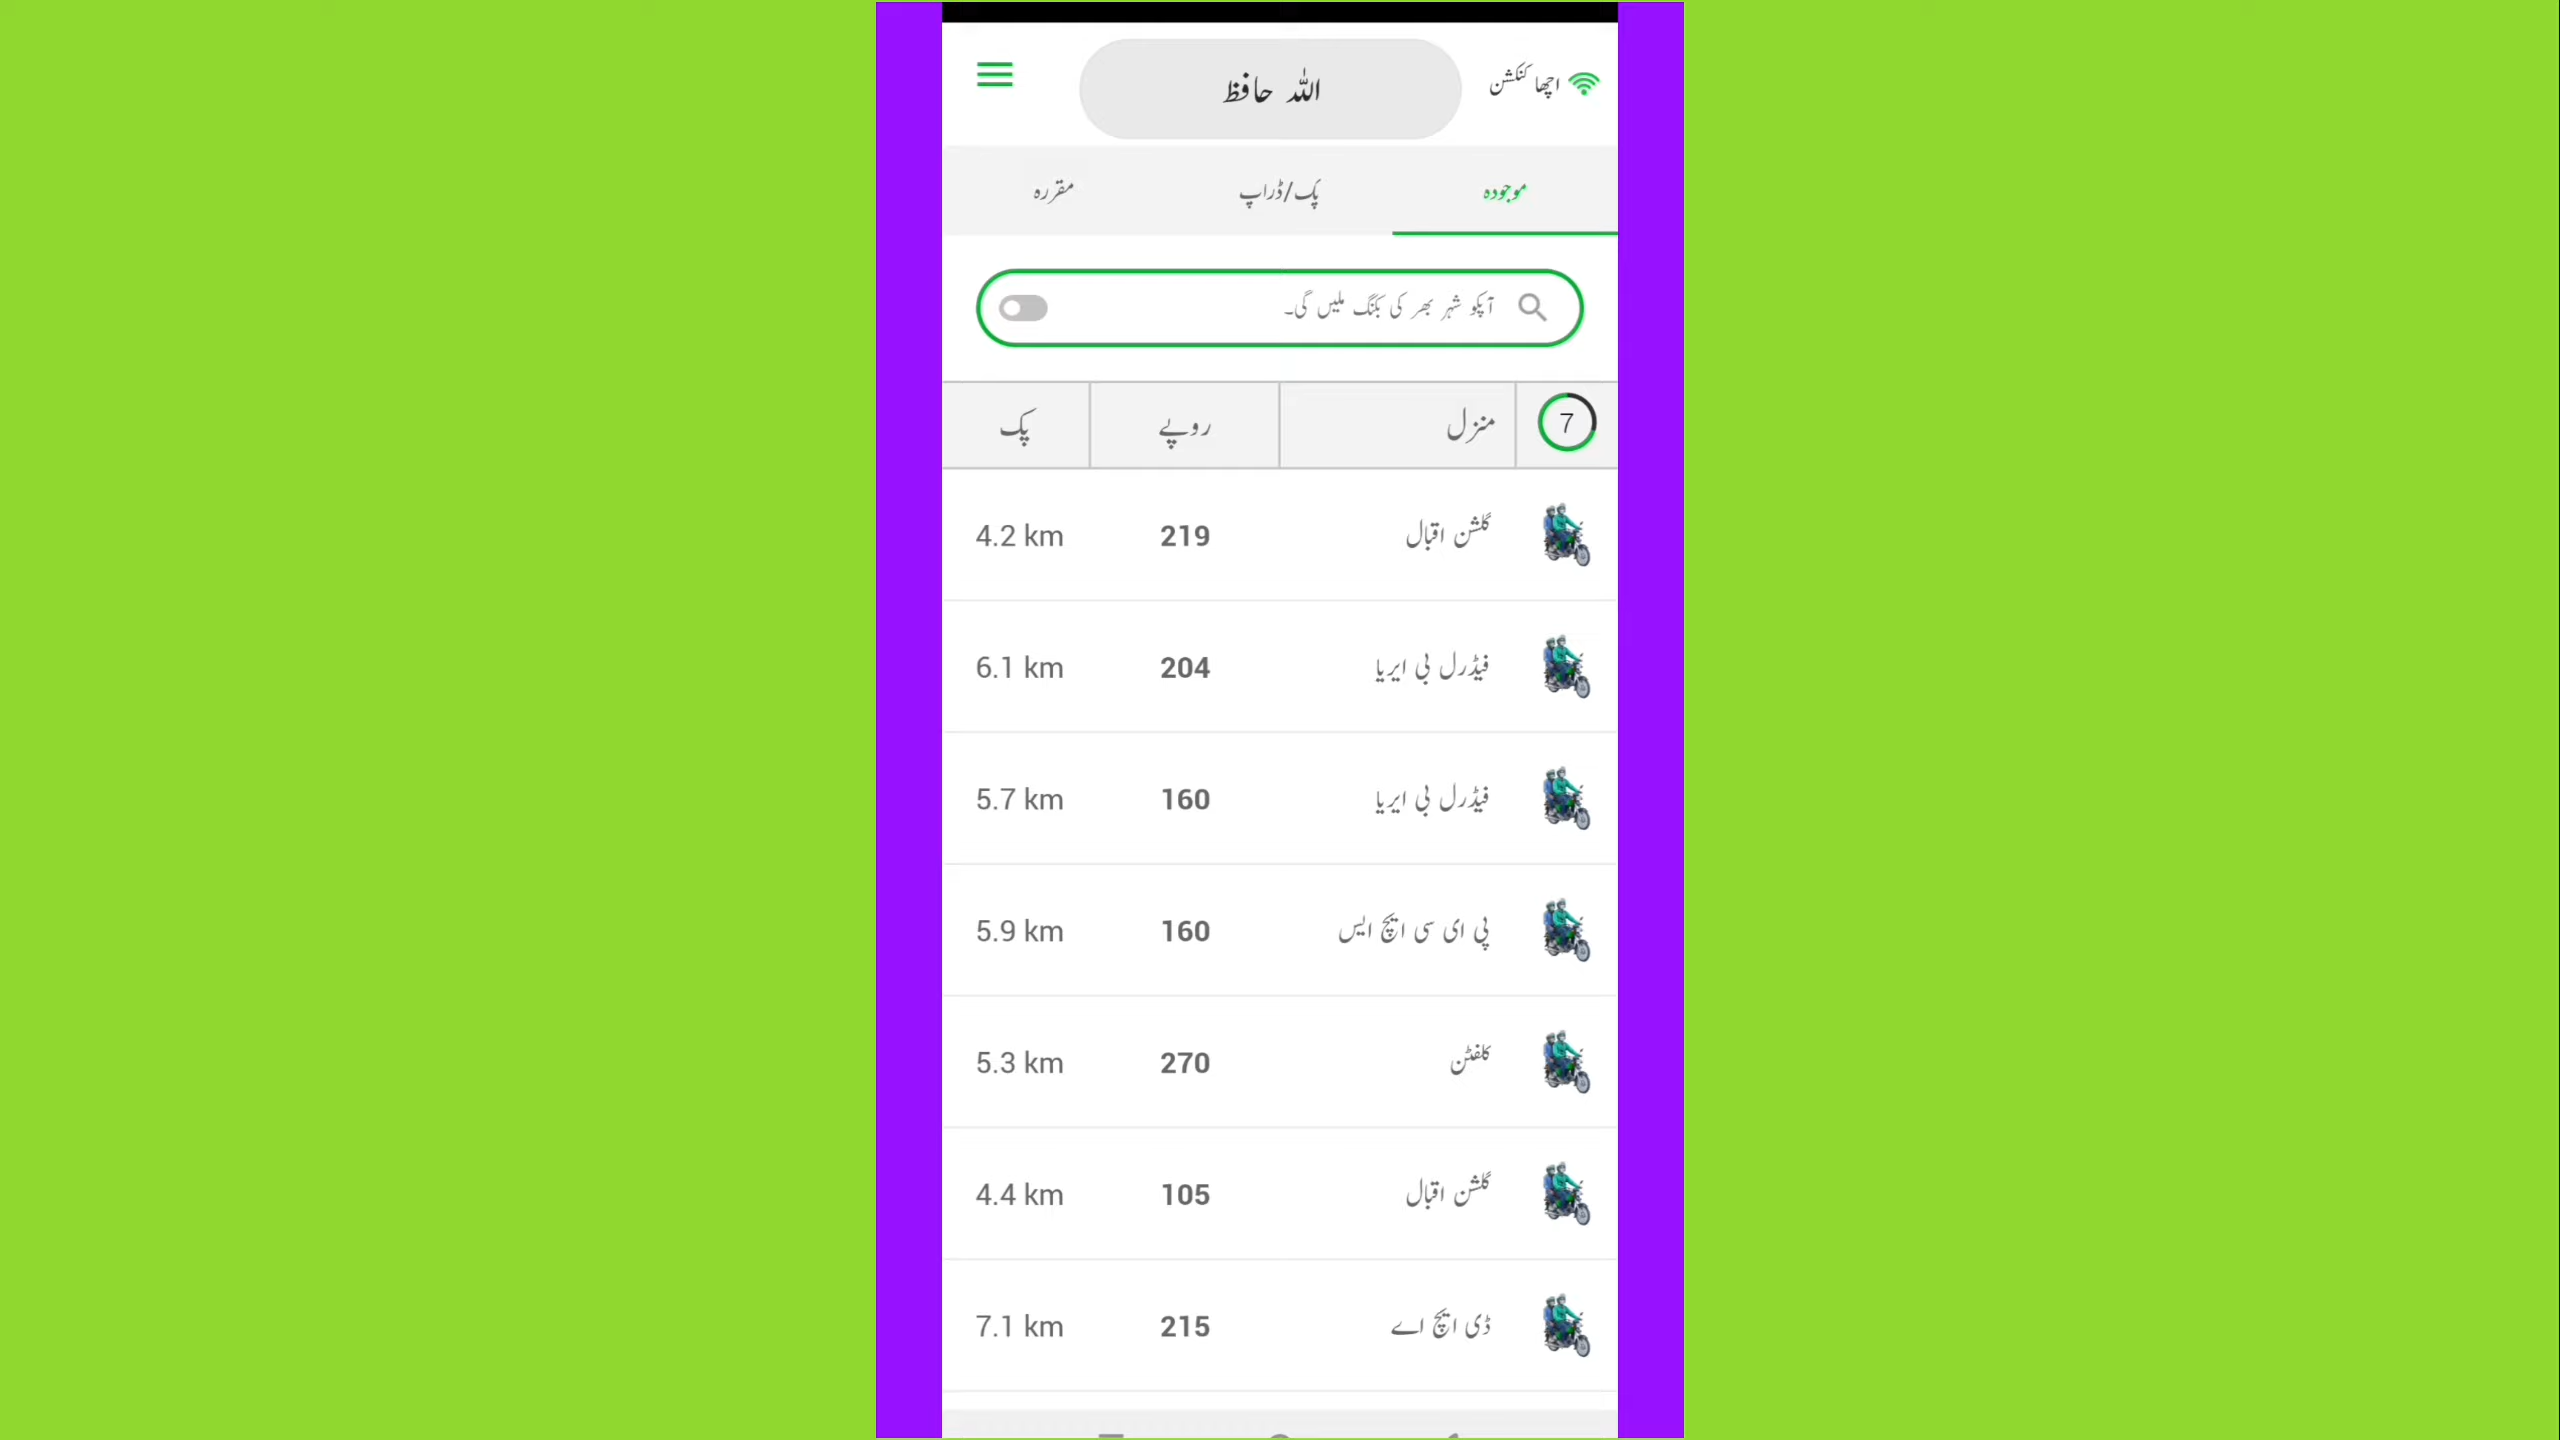 اچھا کنکشن
اللہ حافظ
موجودہ
پک/ڈراپ
مقررہ
آپکو شہر بھر کی بکنگ ملیں گی۔
7 منزل روپے پک
گلشن اقبال 219 4.2 km
فیڈرل بی ایریا 204 6.1 km
فیڈرل بی ایریا 160 5.7 km
پی ای سی ایچ ایس 160 5.9 km
کلفٹن 270 5.3 km
گلشن اقبال 105 4.4 km
ڈی ایچ اے 215 7.1 km